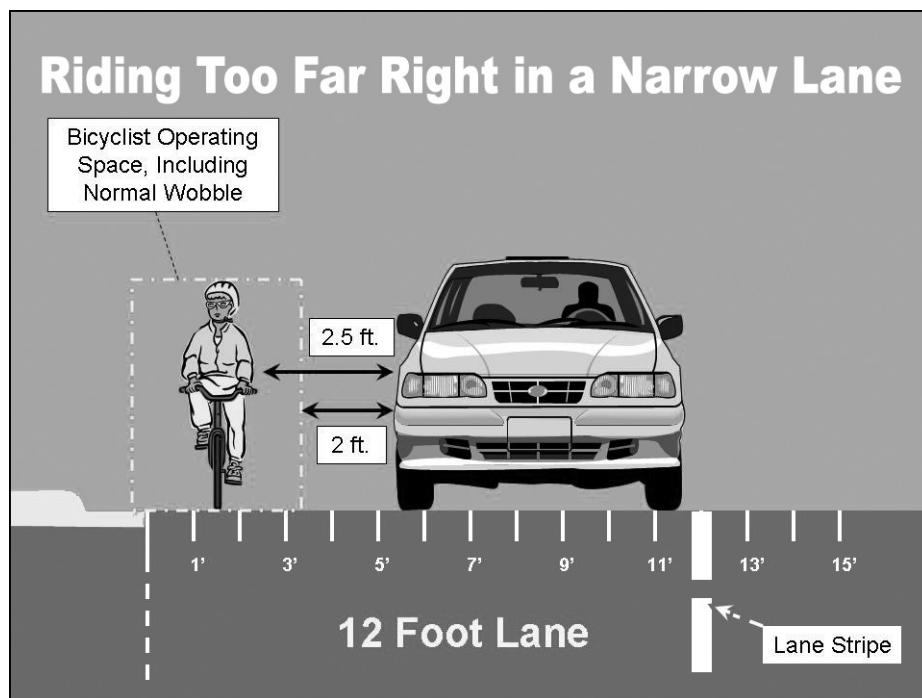 Riding Too Far Right in a Narrow Lane
Bicyclist Operating
Space, Including
Normal Wobble
2.5 ft.
2 ft.
1’ 3’ 5’ 7’ 9’ 11’ 13’ 15’
12 Foot Lane
Lane Stripe